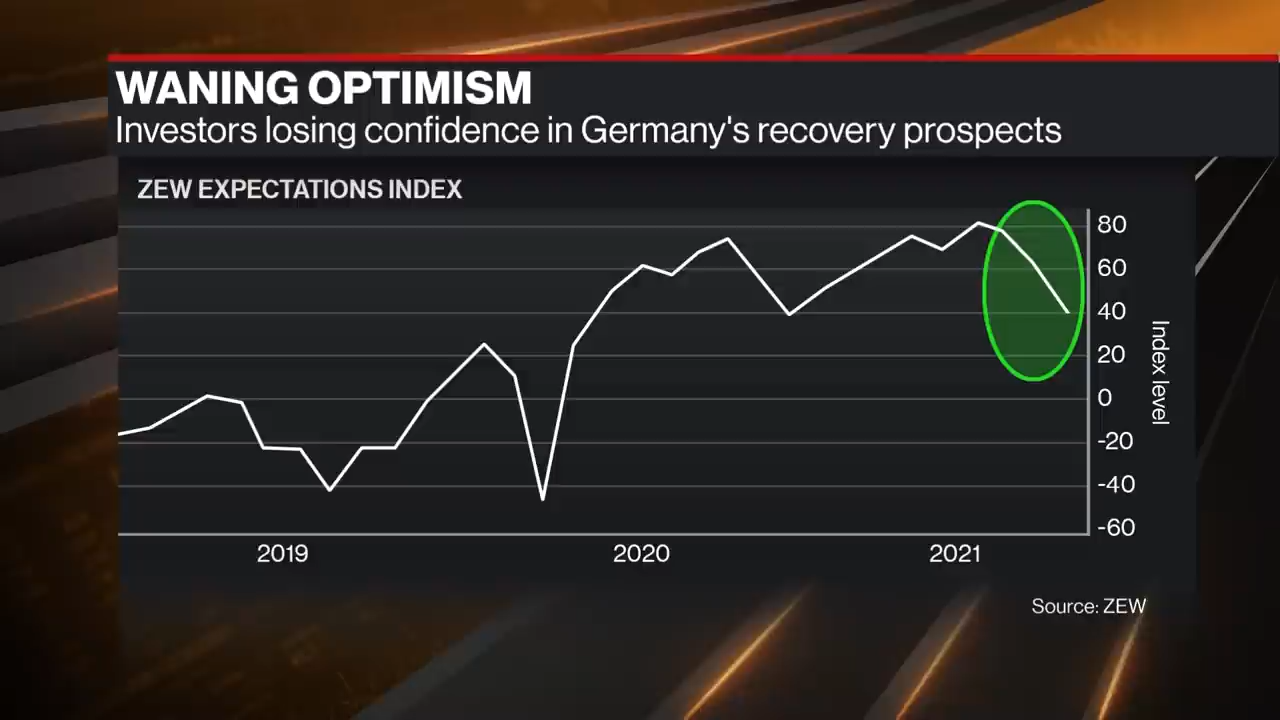 WANING OPTIMISM
Investors losing confidence in Germany's recovery prospects
ZEW EXPECTATIONS INDEX
80
60
40
20
0
-20
-40
-60
Index level
2019 2020 2021
Source: ZEW